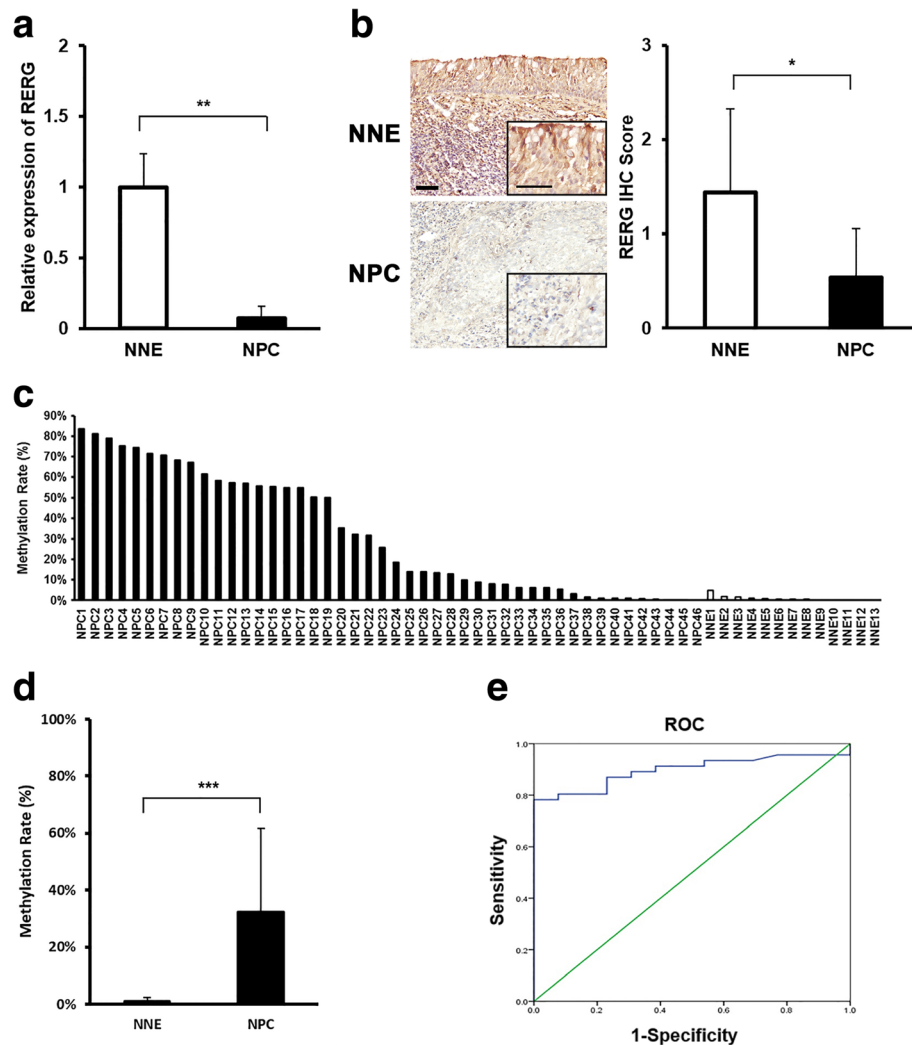 a
Relative expression of RERG
2
1.5
1
0.5
0
**
NNE
NPC
b
NNE
NPC
RERG IHC Score
3
2
1
0
*
NNE
NPC
c
Methylation Rate (%)
90%
80%
70%
60%
50%
40%
30%
20%
10%
0%
NPC1
NPC2
NPC3
NPC4
NPC5
NPC6
NPC7
NPC8
NPC9
NPC10
NPC11
NPC12
NPC13
NPC14
NPC15
NPC16
NPC17
NPC18
NPC19
NPC20
NPC21
NPC22
NPC23
NPC24
NPC25
NPC26
NPC27
NPC28
NPC29
NPC30
NPC31
NPC32
NPC33
NPC34
NPC35
NPC36
NPC37
NPC38
NPC39
NPC40
NPC41
NPC42
NPC43
NPC44
NPC45
NPC46
NNE1
NNE2
NNE3
NNE4
NNE5
NNE6
NNE7
NNE8
NNE9
NNE10
NNE11
NNE12
NNE13
d
Methylation Rate (%)
100%
80%
60%
40%
20%
0%
***
NNE
NPC
e
ROC
Sensitivity
1.0
0.8
0.6
0.4
0.2
0.0
0.0
0.2
0.4
0.6
0.8
1.0
1-Specificity